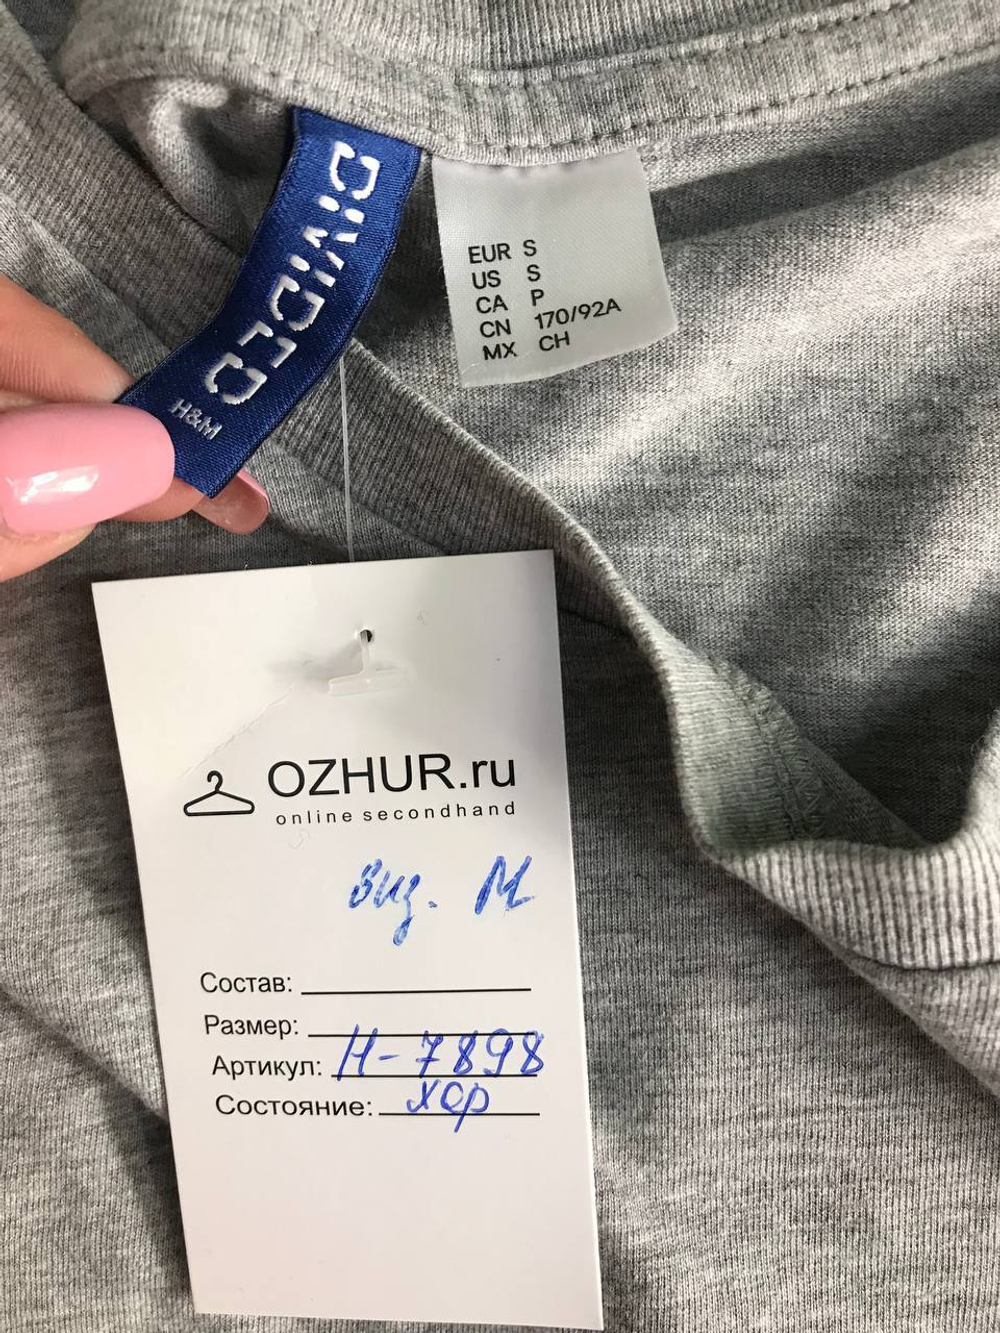 DIVIDED
H&M
EUR S
US S
CA P
CN 170/92A
MX CH
OZHUR.ru
online secondhand
виз. М
Состав:
Размер:
Артикул: Н-7898
Состояние: хор